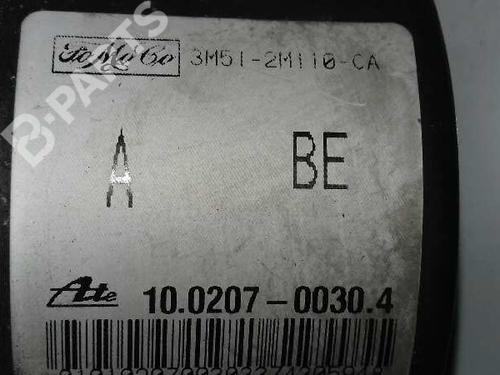 FoMoCo 3M51-2M110-CA
A BE
Ate 10.0207-0030.4
B-PARTS